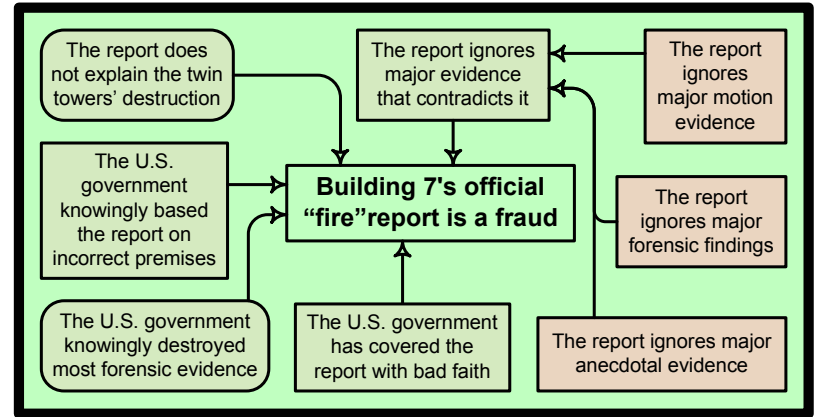 The report does
not explain the twin
towers’ destruction
The report ignores
major evidence
that contradicts it
The report
ignores
major motion
evidence
The U.S.
government
knowingly based
the report on
incorrect premises
Building 7's official
“fire”report is a fraud
The report
ignores major
forensic findings
The U.S. government
knowingly destroyed
most forensic evidence
The U.S. government
has covered the
report with bad faith
The report ignores major
anecdotal evidence